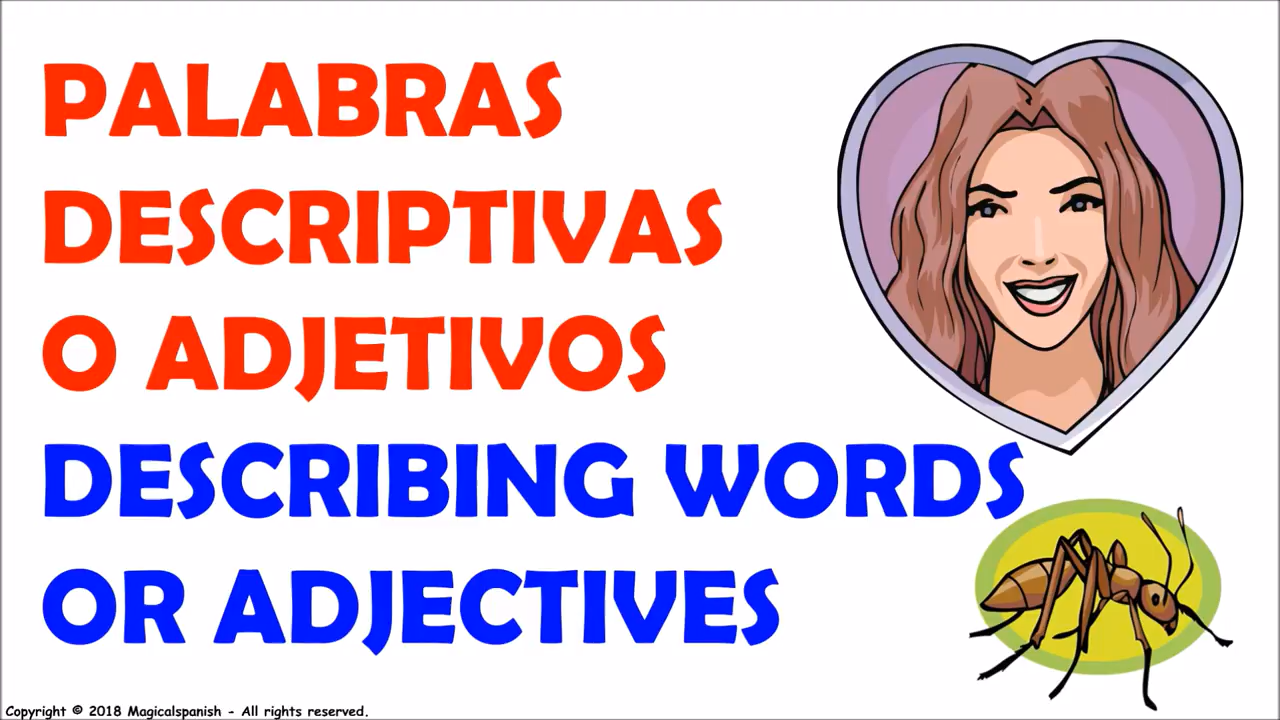 PALABRAS
DESCRIPTIVAS
O ADJETIVOS
DESCRIBING WORDS
OR ADJECTIVES
Copyright © 2018 Magicalspanish - All rights reserved.